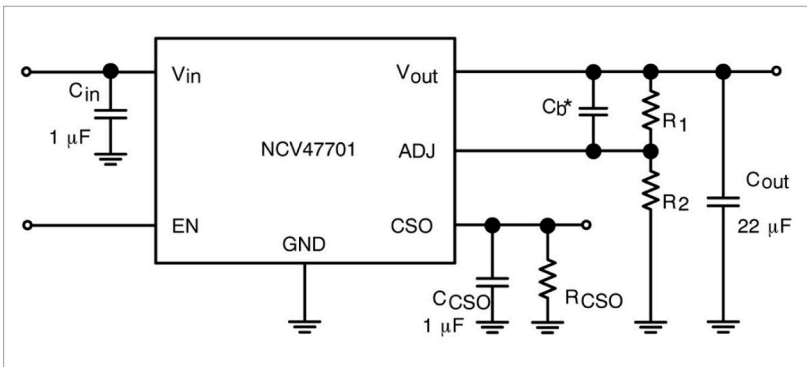 Vin
Vout
Cin
1 μF
Cb*
R1
NCV47701
ADJ
R2
Cout
22 μF
EN
CSO
GND
CCSO
1 μF
RCSO